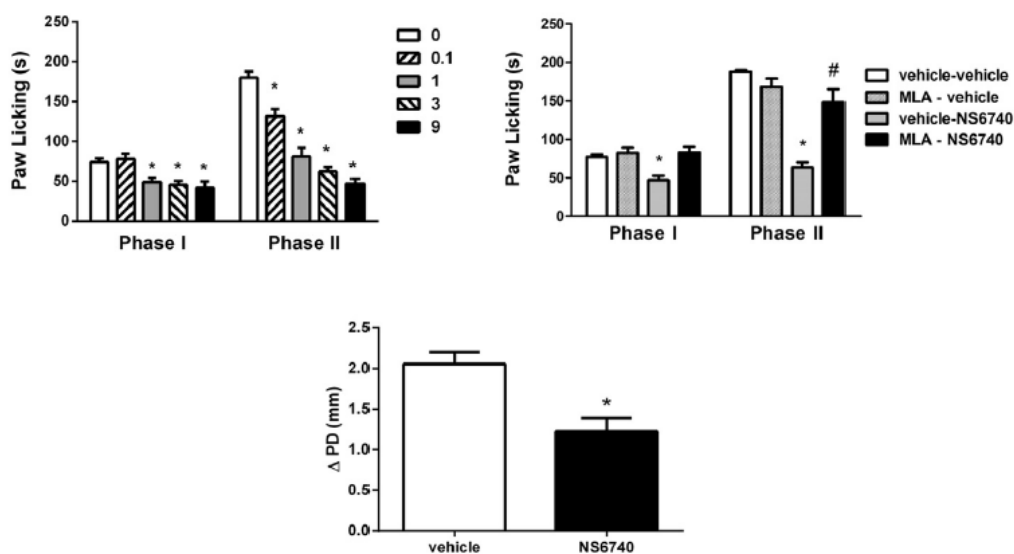 Paw Licking (s)
250
200
150
100
50
0
* * *
* * * *
Phase I
Phase II
0
0.1
1
3
9
Paw Licking (s)
250
200
150
100
50
0
*
* #
Phase I
Phase II
vehicle-vehicle
MLA - vehicle
vehicle-NS6740
MLA - NS6740
Δ PD (mm)
2.5
2.0
1.5
1.0
0.5
0.0
*
vehicle
NS6740